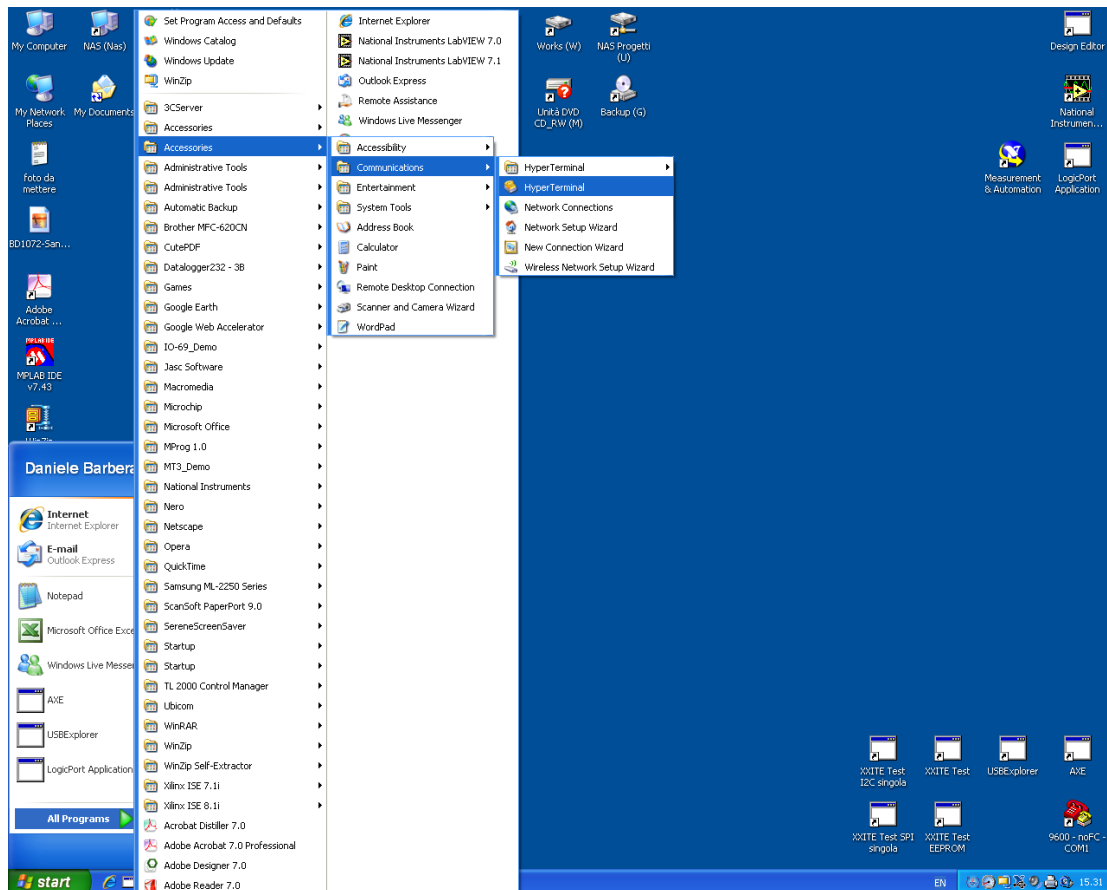 My Computer
NAS (Nas)
My Network
Places
My Documents
foto da
mettere
BD1072-San...
Adobe
Acrobat ...
MPLAB IDE
MPLAB IDE
v7.43
Daniele Barbera
Internet
Internet Explorer
E-mail
Outlook Express
Notepad
Microsoft Office Exce
Windows Live Messen
AXE
USBExplorer
LogicPort Application
All Programs
start
Set Program Access and Defaults
Windows Catalog
Windows Update
WinZip
3CServer
Accessories
Accessories
Administrative Tools
Administrative Tools
Automatic Backup
Brother MFC-620CN
CutePDF
Datalogger232 - 3B
Games
Google Earth
Google Web Accelerator
IO-69_Demo
Jasc Software
Macromedia
Microchip
Microsoft Office
MProg 1.0
MT3_Demo
National Instruments
Nero
Netscape
Opera
QuickTime
Samsung ML-2250 Series
ScanSoft PaperPort 9.0
SereneScreenSaver
Startup
Startup
TL 2000 Control Manager
Ubicom
WinRAR
WinZip
WinZip Self-Extractor
Xilinx ISE 7.1i
Xilinx ISE 8.1i
Acrobat Distiller 7.0
Adobe Acrobat 7.0 Professional
Adobe Designer 7.0
Adobe Reader 7.0
Internet Explorer
National Instruments LabVIEW 7.0
National Instruments LabVIEW 7.1
Outlook Express
Remote Assistance
Windows Live Messenger
Accessibility
Communications
Entertainment
System Tools
Address Book
Calculator
Paint
Remote Desktop Connection
Scanner and Camera Wizard
WordPad
HyperTerminal
HyperTerminal
Network Connections
Network Setup Wizard
New Connection Wizard
Wireless Network Setup Wizard
Works (W)
NAS Progetti
(U)
Unità DVD
CD_RW (M)
Backup (G)
Design Editor
National
Instrumen...
Measurement
& Automation
LogicPort
Application
XXITE Test
I2C singola
XXITE Test
USBExplorer
AXE
XXITE Test SPI
singola
XXITE Test
EEPROM
9600 - noFC -
COM1
EN
15.31